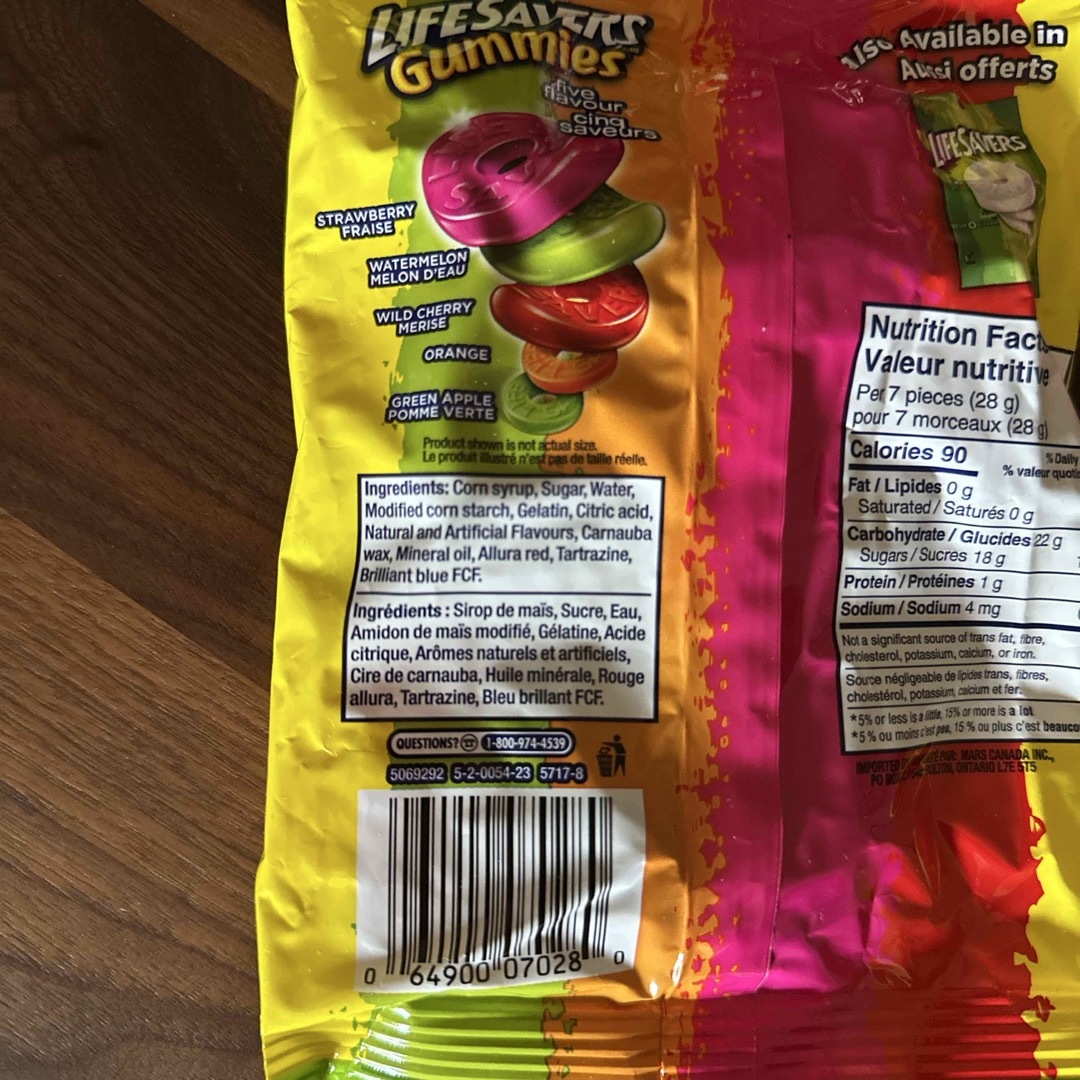 LIFESAVERS
Gummies
five
flavour
cinq
saveurs
STRAWBERRY
FRAISE
WATERMELON
MELON D'EAU
WILD CHERRY
MERISE
ORANGE
GREEN APPLE
POMME VERTE
Product shown is not actual size.
Le produit illustré n'est pas de taille réelle.
Ingredients: Corn syrup, Sugar, Water,
Modified corn starch, Gelatin, Citric acid,
Natural and Artificial Flavours, Carnauba
wax, Mineral oil, Allura red, Tartrazine,
Brilliant blue FCF.
Ingrédients : Sirop de maïs, Sucre, Eau,
Amidon de maïs modifié, Gélatine, Acide
citrique, Arômes naturels et artificiels,
Cire de carnauba, Huile minérale, Rouge
allura, Tartrazine, Bleu brillant FCF.
QUESTIONS? 1-800-974-4539
5069292 5-2-0054-23 5717-8
0 64900 07028 0
Also Available in
Aussi offerts
LIFESAVERS
Nutrition Facts
Valeur nutritive
Per 7 pieces (28 g)
pour 7 morceaux (28 g)
Calories 90
% Daily
% valeur
Fat / Lipides 0 g
Saturated / Saturés 0 g
Carbohydrate / Glucides 22 g
Sugars / Sucres 18 g
Protein / Protéines 1 g
Sodium / Sodium 4 mg
Not a significant source of trans fat, fibre,
cholesterol, potassium, calcium, or iron.
Source négligeable de lipides trans, fibres,
cholestérol, potassium, calcium et fer.
*5% or less is a little, 15% or more is a lot
*5 % ou moins c'est peu, 15 % ou plus c'est
IMPORTED PAR: MARS CANADA INC.,
PO ONTARIO L7E 5T5